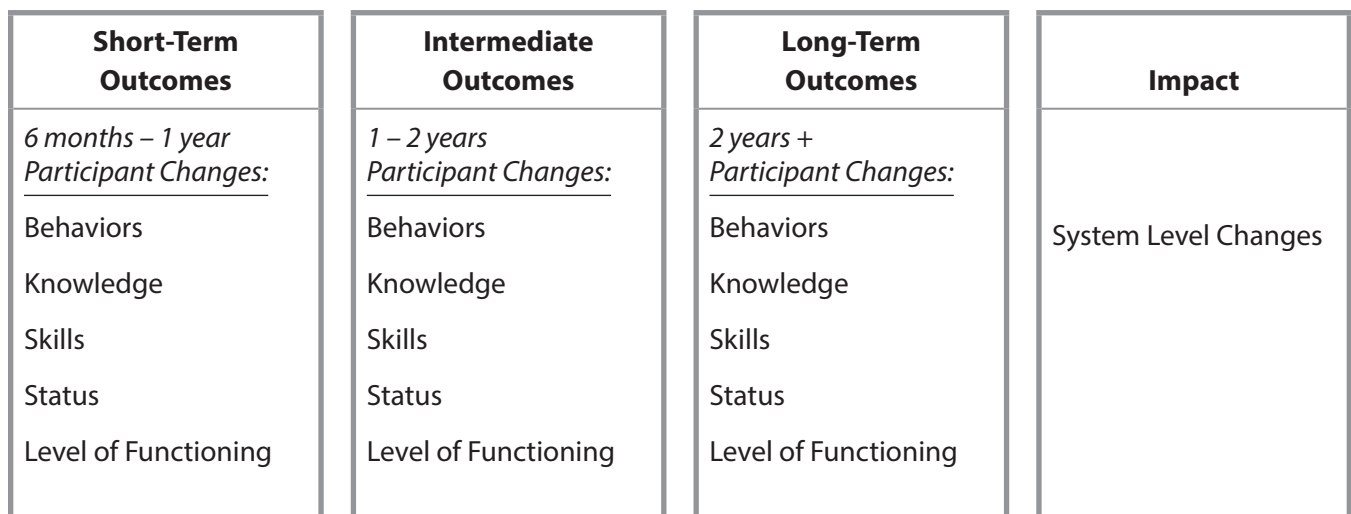 Short-Term
Outcomes
6 months – 1 year
Participant Changes:
Behaviors
Knowledge
Skills
Status
Level of Functioning
Intermediate
Outcomes
1 – 2 years
Participant Changes:
Behaviors
Knowledge
Skills
Status
Level of Functioning
Long-Term
Outcomes
2 years +
Participant Changes:
Behaviors
Knowledge
Skills
Status
Level of Functioning
Impact
System Level Changes